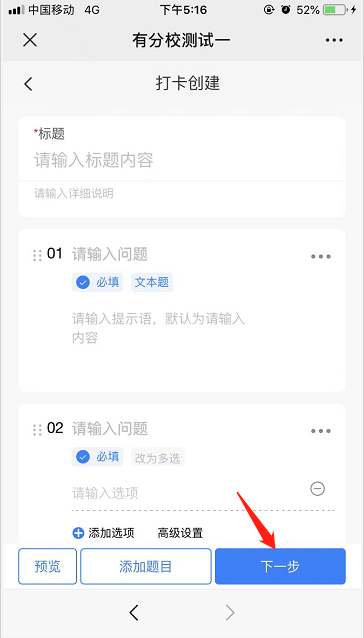 中国移动 4G 下午5:16 52%
有分校测试一
打卡创建
*标题
请输入标题内容
请输入详细说明
01 请输入问题
必填 文本题
请输入提示语，默认为请输入
内容
02 请输入问题
必填 改为多选
请输入选项
添加选项 高级设置
预览 添加题目 下一步